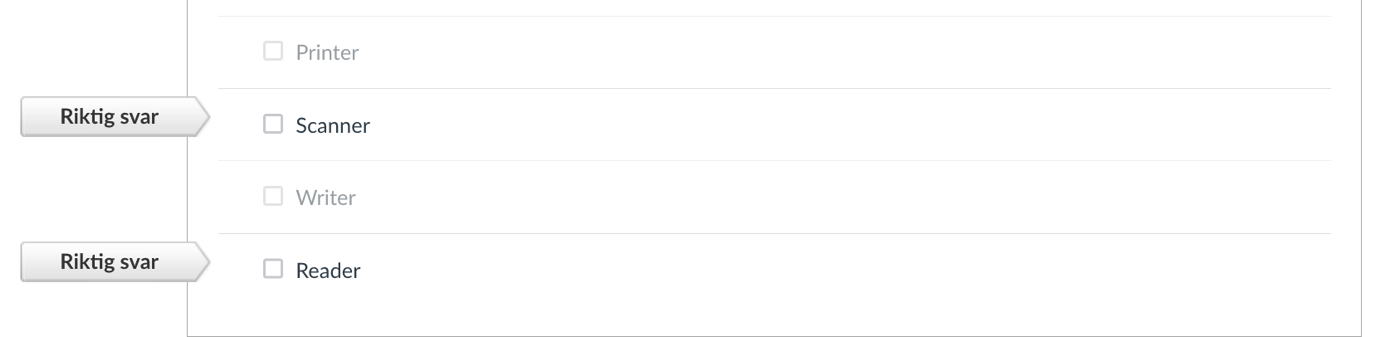 Printer
Riktig svar
Scanner
Writer
Riktig svar
Reader